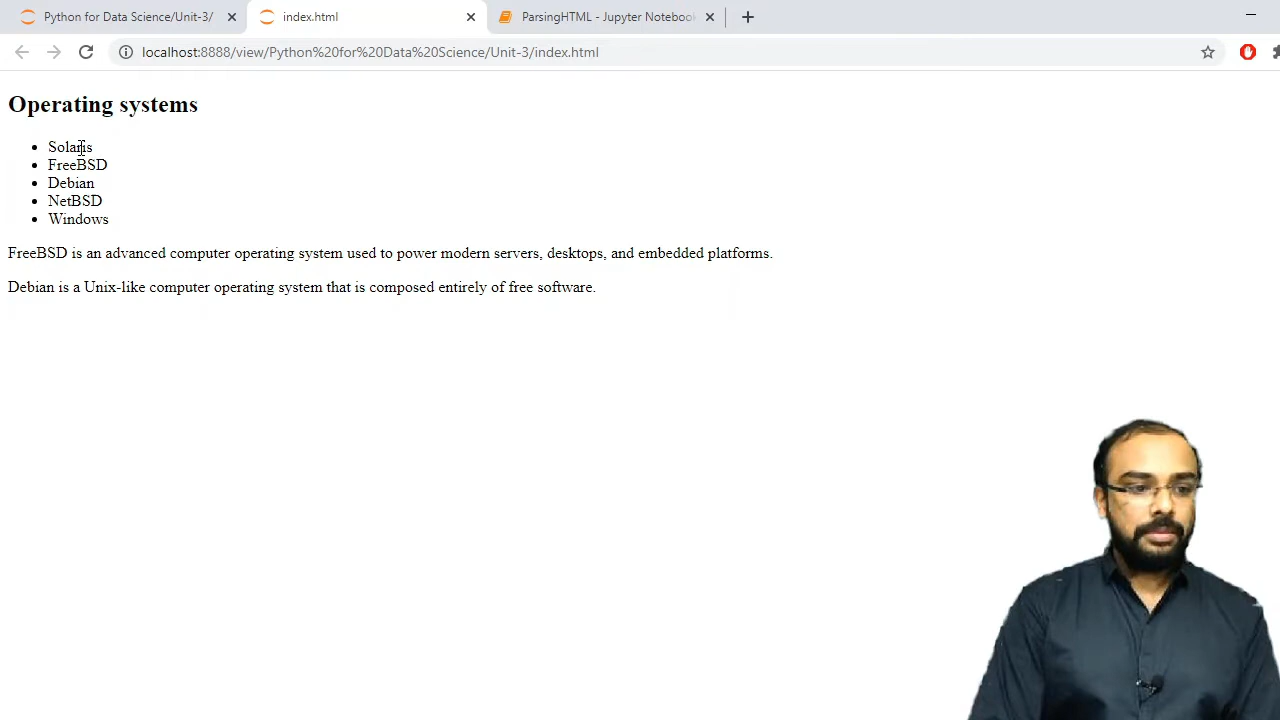 Python for Data Science/Unit-3/
index.html
ParsingHTML - Jupyter Notebook
localhost:8888/view/Python%20for%20Data%20Science/Unit-3/index.html
Operating systems
Solaris
FreeBSD
Debian
NetBSD
Windows
FreeBSD is an advanced computer operating system used to power modern servers, desktops, and embedded platforms.
Debian is a Unix-like computer operating system that is composed entirely of free software.